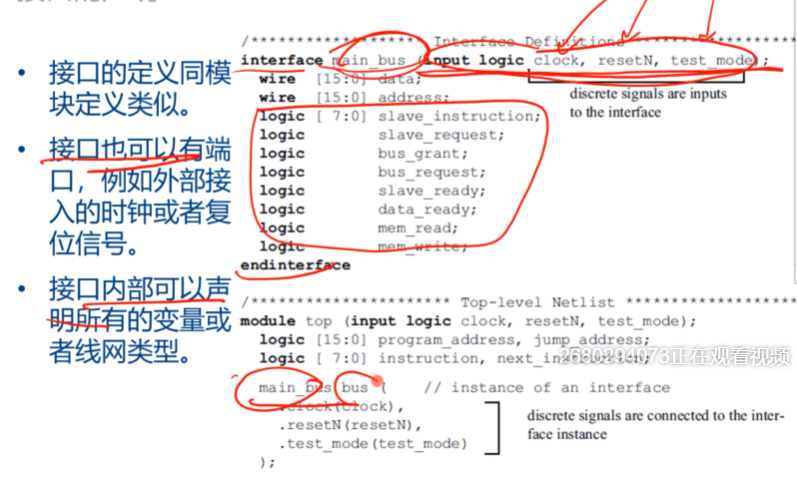 • 接口的定义同模
块定义类似。
• 接口也可以有端
口，例如外部接
入的时钟或者复
位信号。
• 接口内部可以声
明所有的变量或
者线网类型。
/******************** Interface Definitions ********************
interface main_bus (input logic clock, resetN, test_mode);
wire [15:0] data;
wire [15:0] address;
logic [ 7:0] slave_instruction;
logic slave_request;
logic bus_grant;
logic bus_request;
logic slave_ready;
logic data_ready;
logic mem_read;
logic mem_write;
endinterface
discrete signals are inputs
to the interface
/*********************** Top-level Netlist ********************
module top (input logic clock, resetN, test_mode);
logic [15:0] program_address, jump_address;
logic [ 7:0] instruction, next_instruction;
2680291073正在观看视频
main_bus bus ( // instance of an interface
.clock(clock),
.resetN(resetN),
.test_mode(test_mode)
);
discrete signals are connected to the inter-
face instance